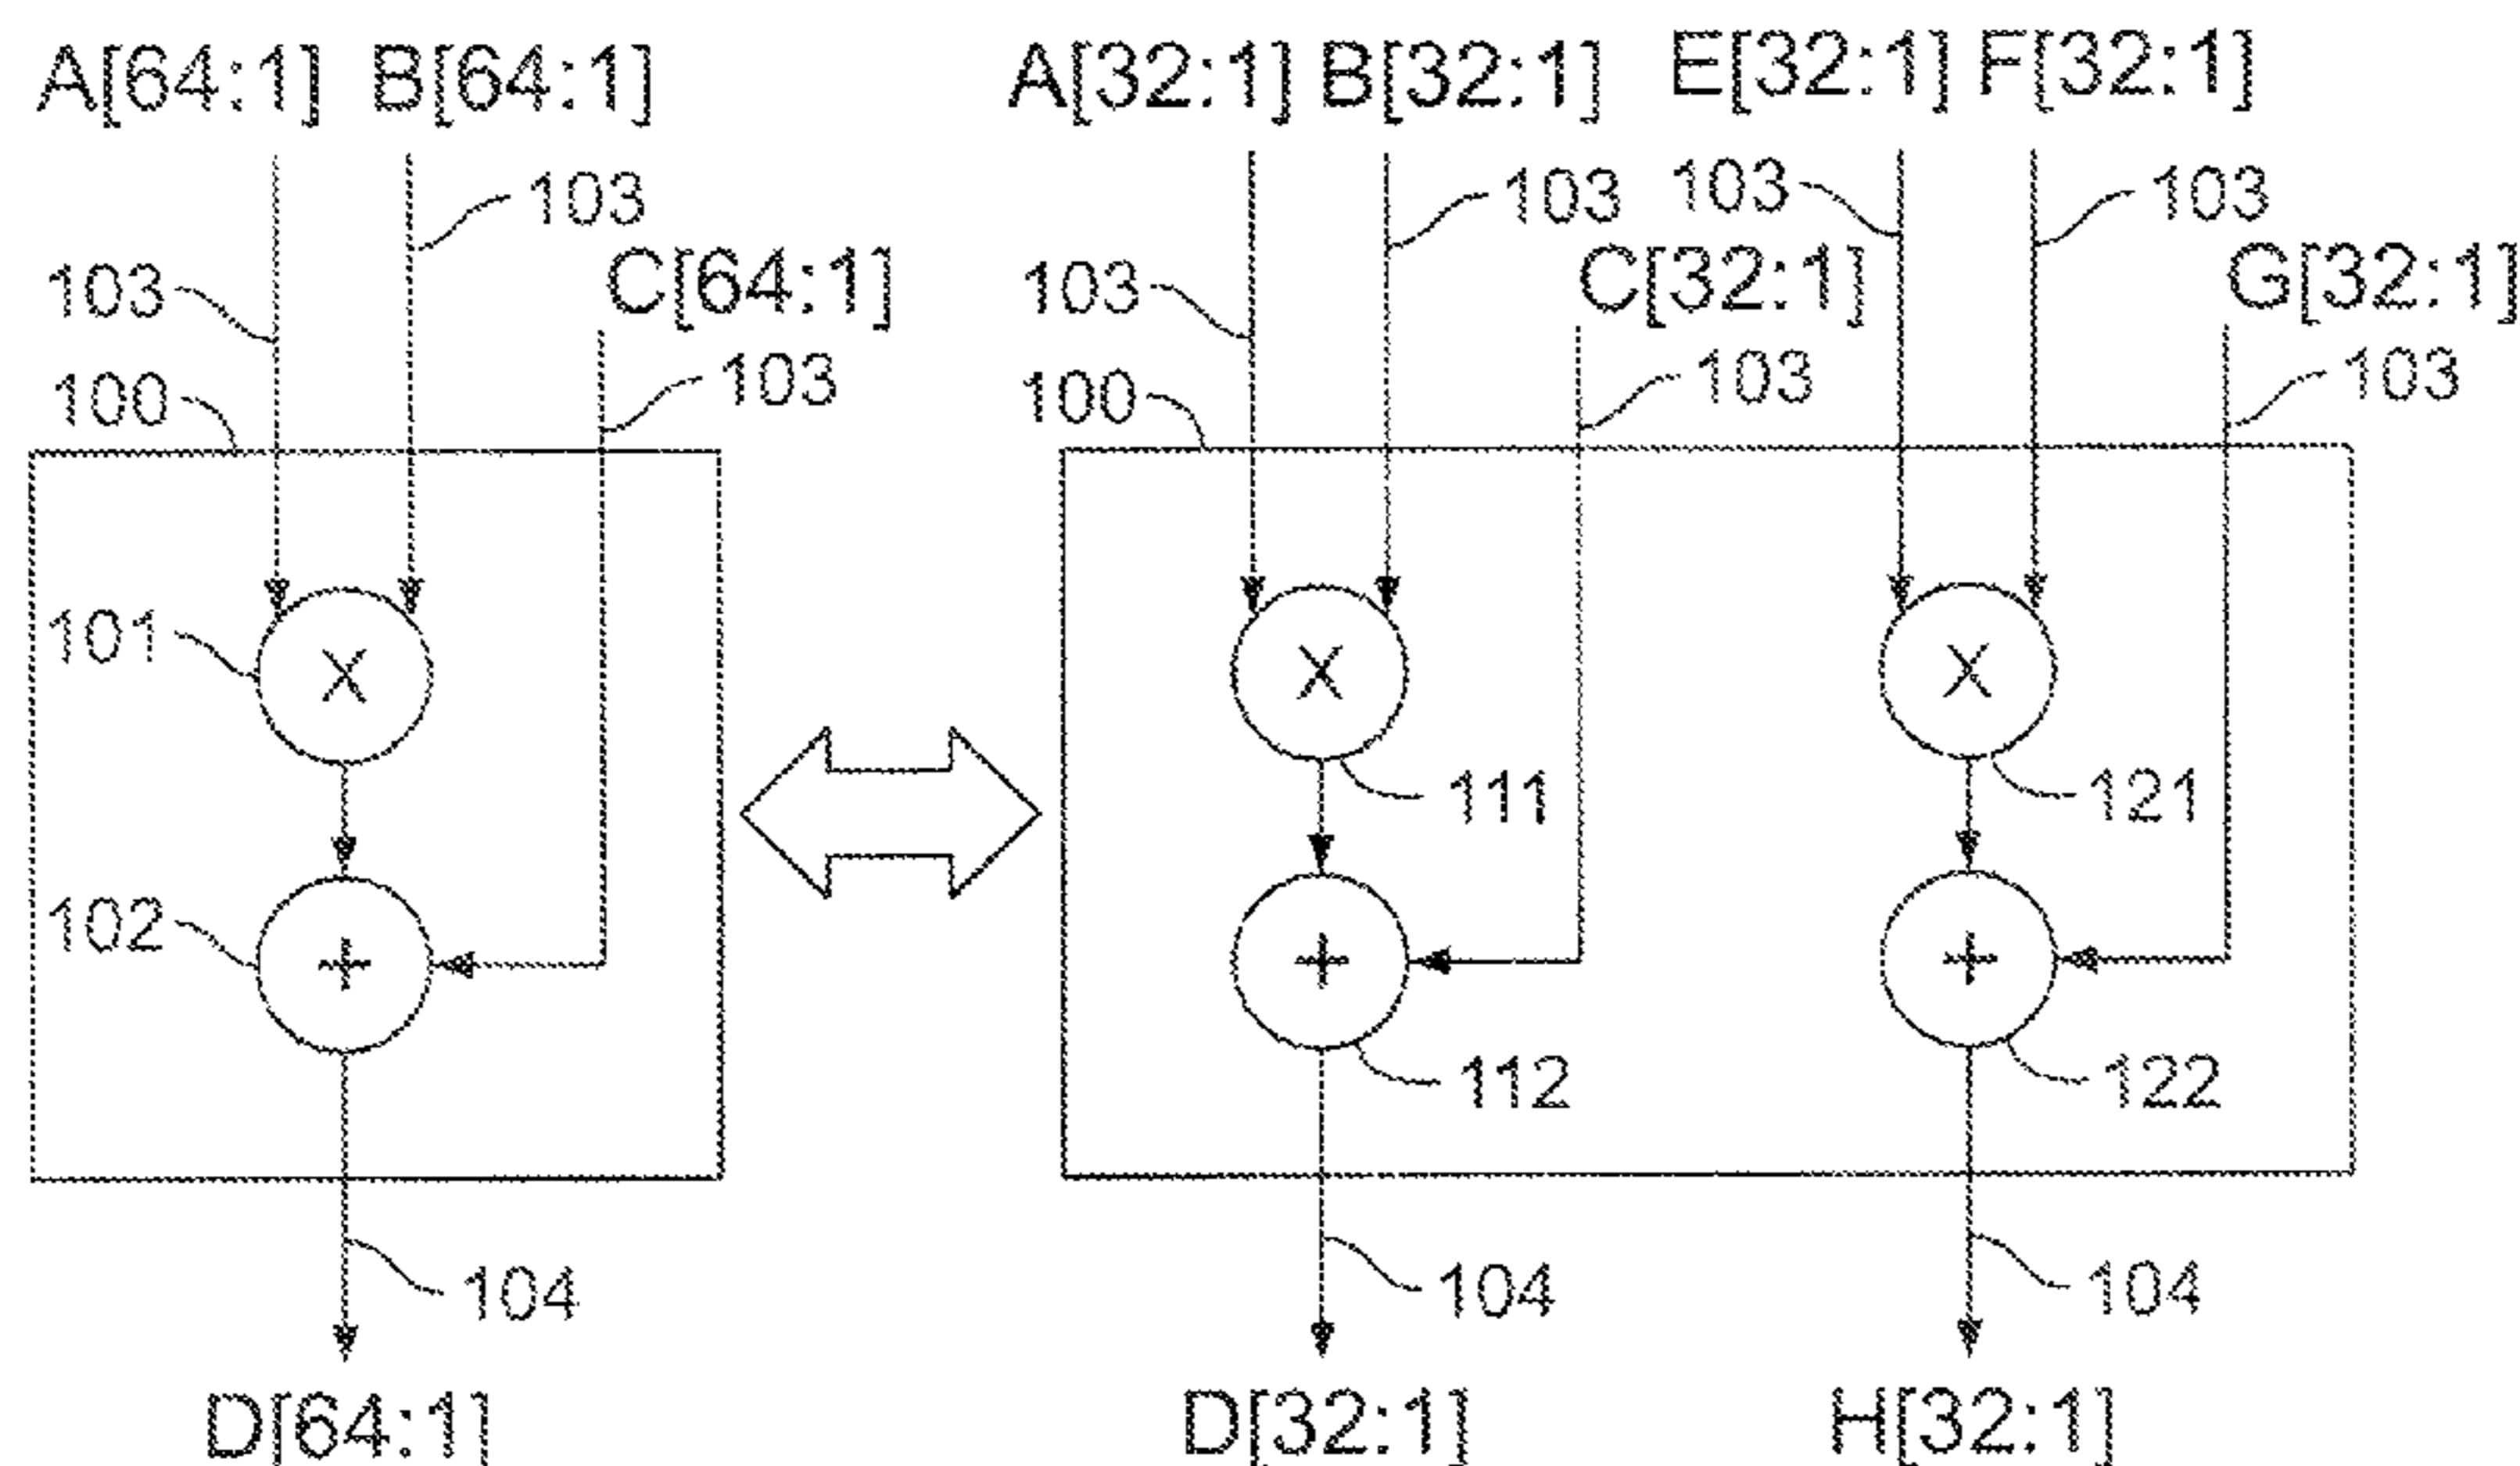 A[64:1] B[64:1] A[32:1] B[32:1] E[32:1] F[32:1]
103 103 103 103
103 C[64:1] 103 C[32:1] G[32:1]
100 103 100 103 103
101 X X X
111 121
102 + + +
112 122
104 104 104
D[64:1] D[32:1] H[32:1]